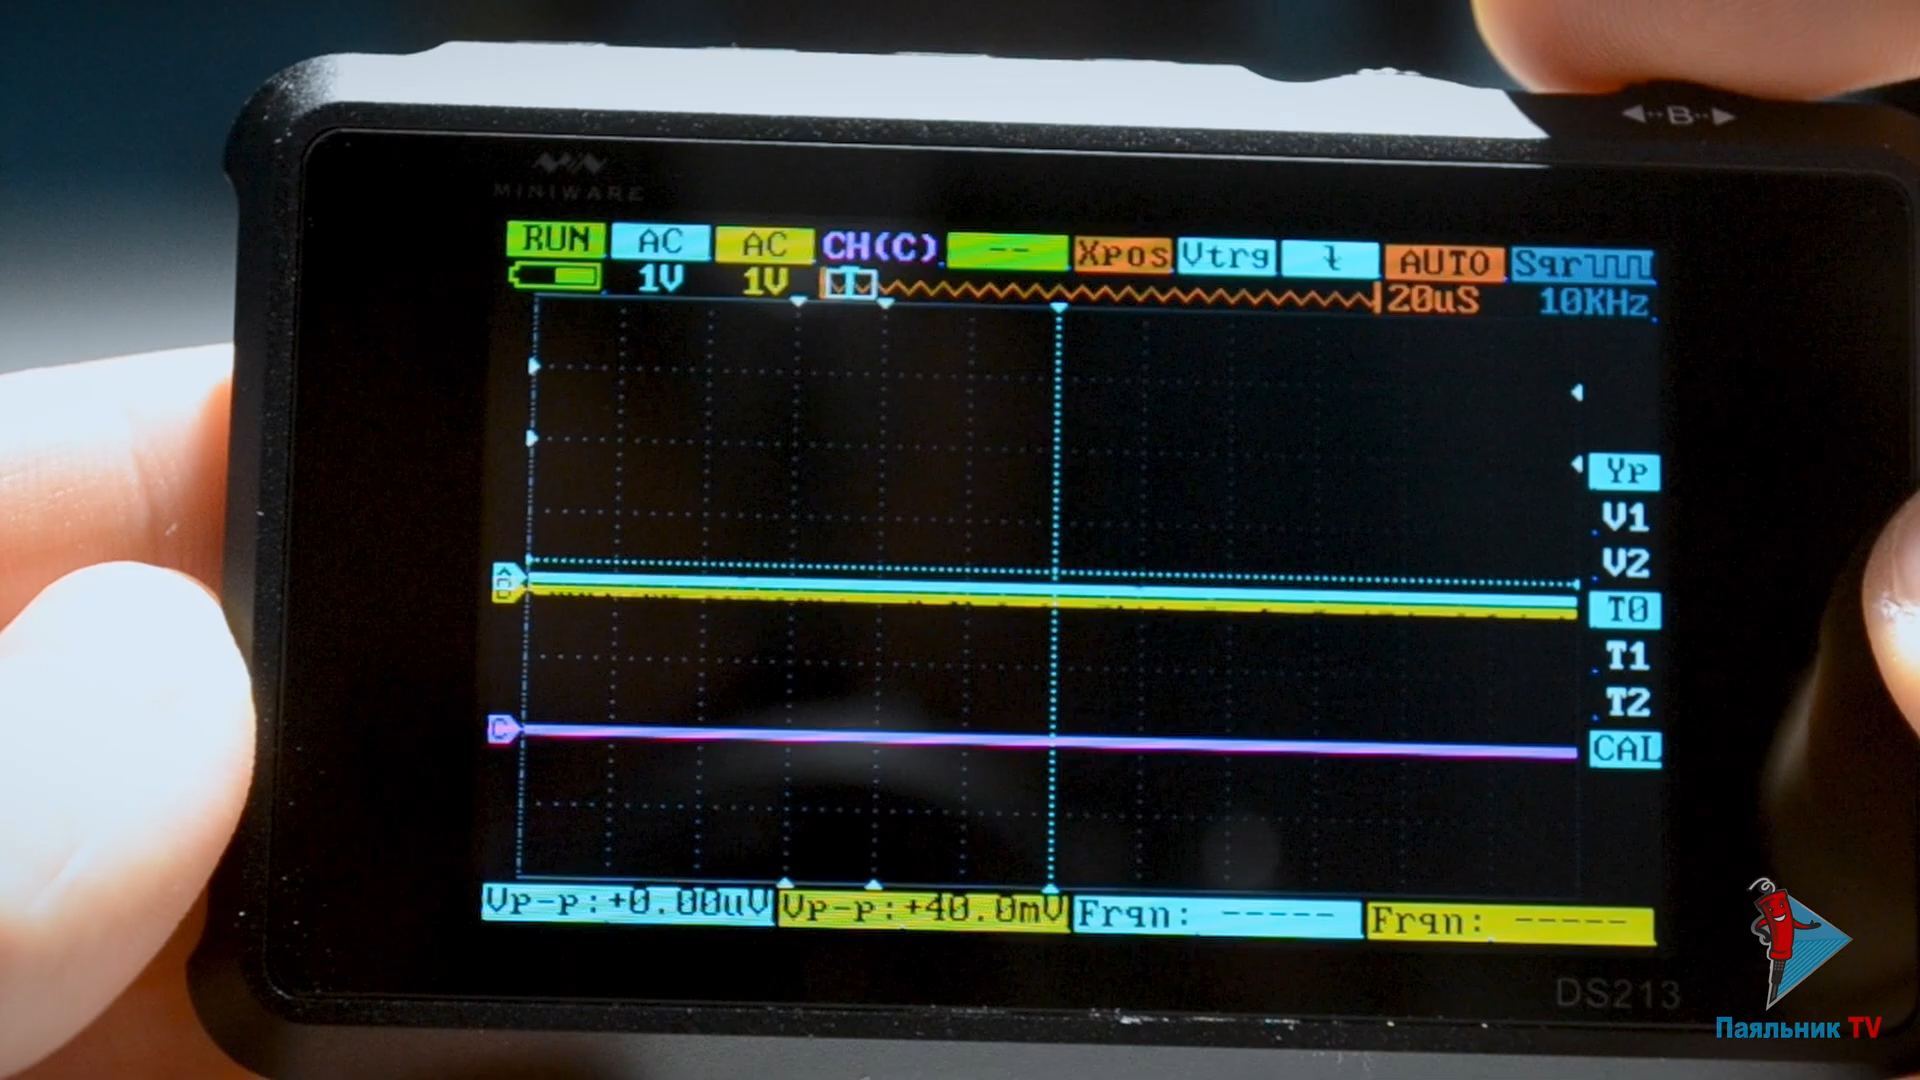 ◄··B··►
MINIWARE
RUN AC AC CH(C) -- Xpos Vtrg AUTO Sqr
1V 1V T 20uS 10KHz
Yp
V1
V2
A
T0
T1
T2
C
CAL
Vp-p:+0.00uV Vp-p:+40.0mV Frqn: ----- Frqn: -----
DS213
Паяльник TV